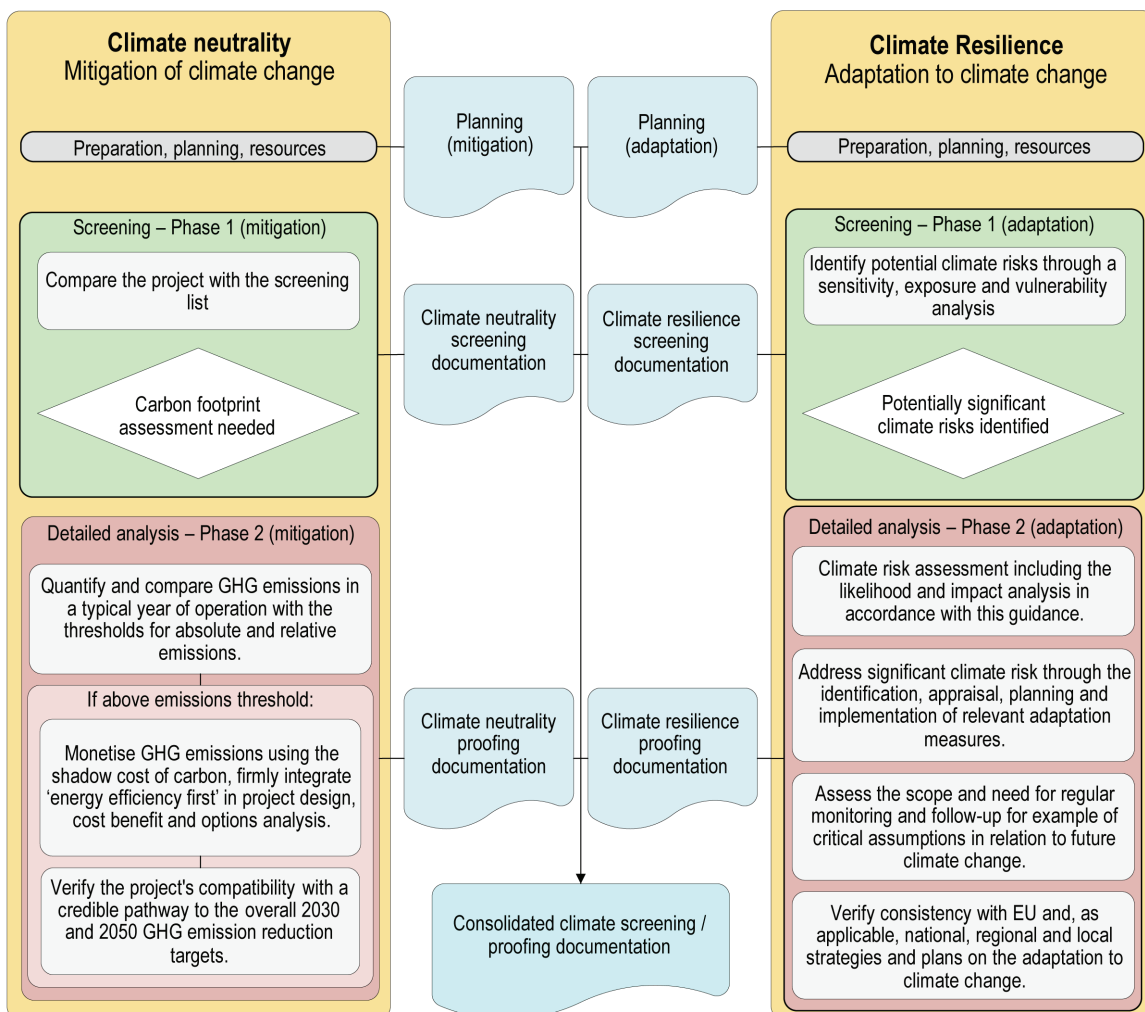 Climate neutrality
Mitigation of climate change
Preparation, planning, resources
Screening – Phase 1 (mitigation)
Compare the project with the screening
list
Carbon footprint
assessment needed
Detailed analysis – Phase 2 (mitigation)
Quantify and compare GHG emissions in
a typical year of operation with the
thresholds for absolute and relative
emissions.
If above emissions threshold:
Monetise GHG emissions using the
shadow cost of carbon, firmly integrate
‘energy efficiency first’ in project design,
cost benefit and options analysis.
Verify the project's compatibility with a
credible pathway to the overall 2030
and 2050 GHG emission reduction
targets.
Planning
(mitigation)
Planning
(adaptation)
Climate neutrality
screening
documentation
Climate resilience
screening
documentation
Climate neutrality
proofing
documentation
Climate resilience
proofing
documentation
Consolidated climate screening /
proofing documentation
Climate Resilience
Adaptation to climate change
Preparation, planning, resources
Screening – Phase 1 (adaptation)
Identify potential climate risks through a
sensitivity, exposure and vulnerability
analysis
Potentially significant
climate risks identified
Detailed analysis – Phase 2 (adaptation)
Climate risk assessment including the
likelihood and impact analysis in
accordance with this guidance.
Address significant climate risk through the
identification, appraisal, planning and
implementation of relevant adaptation
measures.
Assess the scope and need for regular
monitoring and follow-up for example of
critical assumptions in relation to future
climate change.
Verify consistency with EU and, as
applicable, national, regional and local
strategies and plans on the adaptation to
climate change.